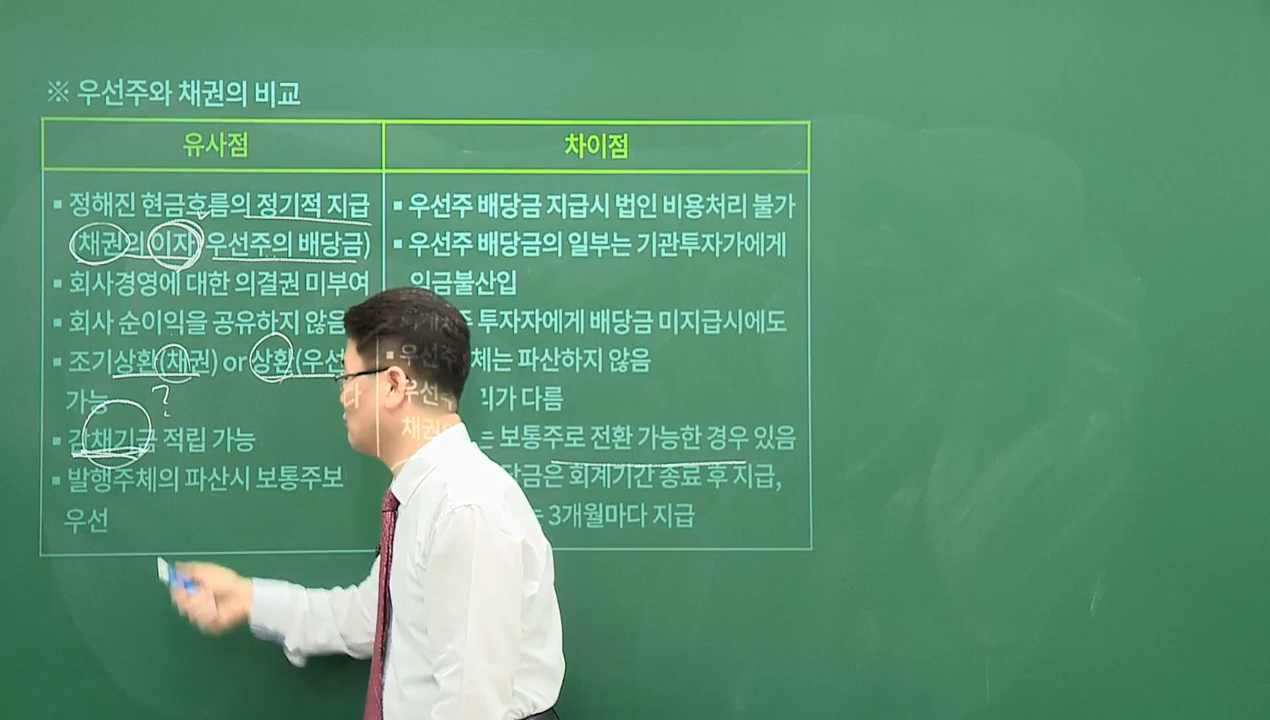 ※ 우선주와 채권의 비교
유사점
▪ 정해진 현금흐름의 정기적 지급
(채권의 이자, 우선주의 배당금)
▪ 회사경영에 대한 의결권 미부여
▪ 회사 순이익을 공유하지 않음
▪ 조기상환(채권) or 상환(우선
가능
?
▪ 감채기금 적립 가능
▪ 발행주체의 파산시 보통주보
우선
차이점
▪ 우선주 배당금 지급시 법인 비용처리 불가
▪ 우선주 배당금의 일부는 기관투자가에게
익금불산입
투자자에게 배당금 미지급시에도
▪ 우선주 체는 파산하지 않음
우선 리가 다름
채권 는 보통주로 전환 가능한 경우 있음
당금은 회계기간 종료 후 지급,
는 3개월마다 지급